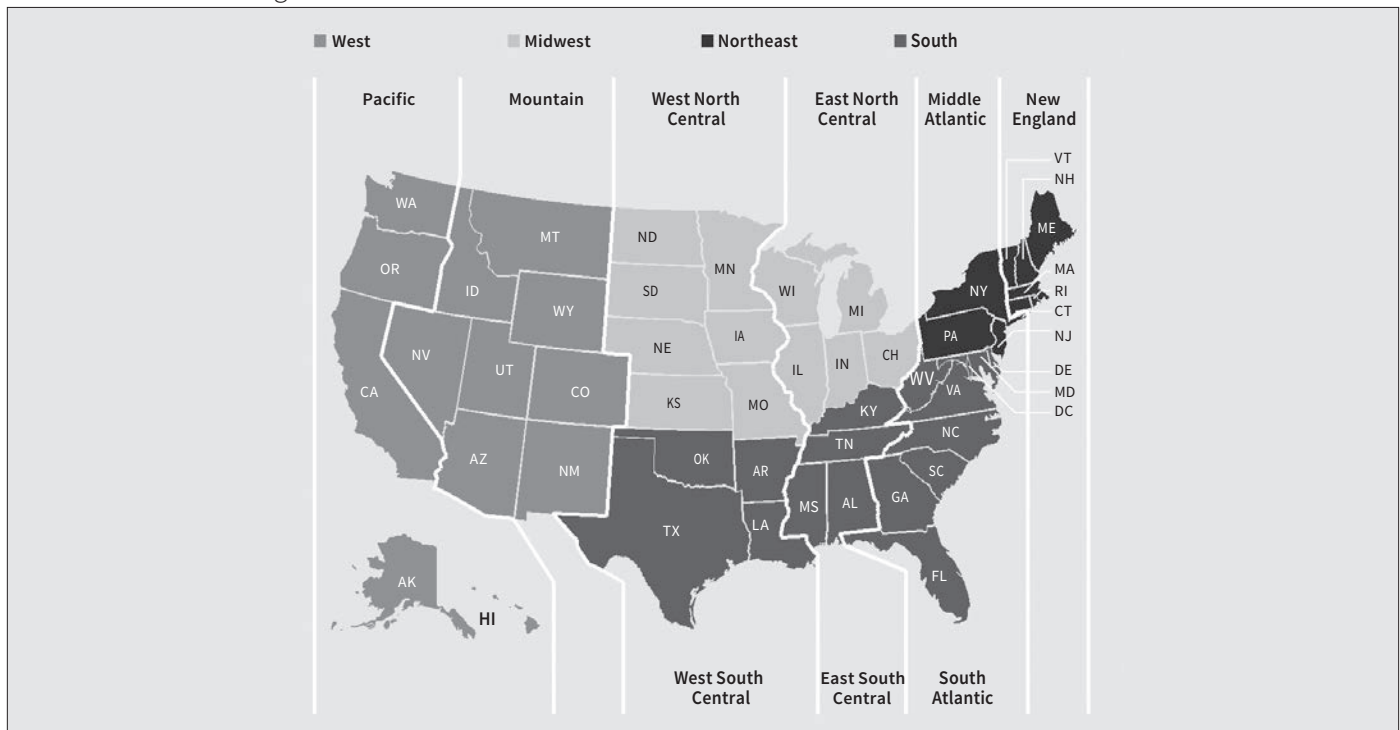 West Midwest Northeast South
Pacific Mountain West North Central East North Central Middle Atlantic New England
VT
NH
ME
WA
MT
ND
MN
OR
ID
SD
WI
MI
NY
MA
RI
CT
WY
NE
IA
PA
NJ
NV
UT
CO
IL
IN
CH
WV
DE
MD
DC
CA
KS
MO
KY
VA
AZ
NM
OK
AR
TN
NC
SC
TX
LA
MS
AL
GA
FL
AK
HI
West South Central East South Central South Atlantic